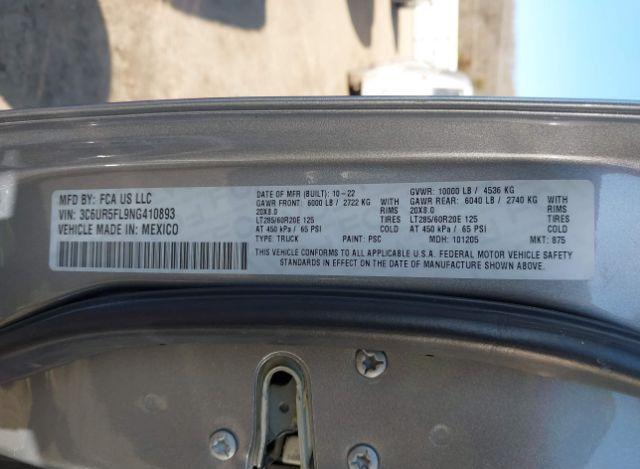 MFD BY: FCA US LLC
VIN: 3C6UR5FL9NG410893
VEHICLE MADE IN: MEXICO
DATE OF MFR (BUILT): 10-22
GAWR FRONT: 6000 LB / 2722 KG
WITH
20X8.0
RIMS
LT285/60R20E 125
TIRES
AT 450 kPa / 65 PSI
COLD
TYPE: TRUCK
PAINT: PSC
GVWR: 10000 LB / 4536 KG
GAWR REAR: 6040 LB / 2740 KG
WITH
20X8.0
RIMS
LT285/60R20E 125
TIRES
AT 450 kPa / 65 PSI
COLD
MDH: 101205
MKT: 875
THIS VEHICLE CONFORMS TO ALL APPLICABLE U.S.A. FEDERAL MOTOR VEHICLE SAFETY
STANDARDS IN EFFECT ON THE DATE OF MANUFACTURE SHOWN ABOVE.